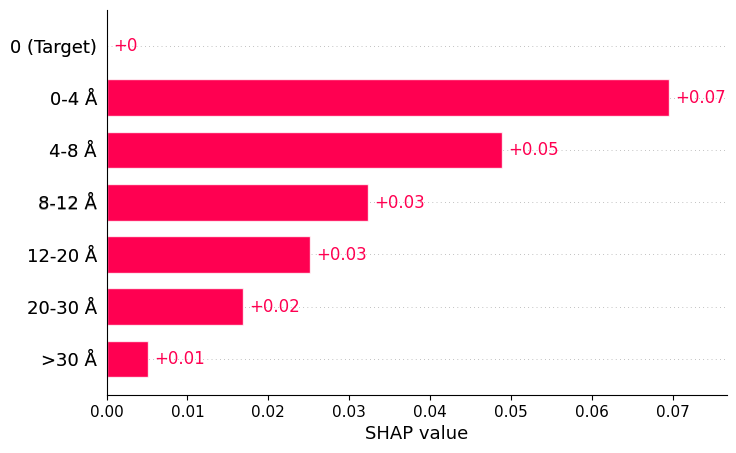 0 (Target) +0
0-4 Å +0.07
4-8 Å +0.05
8-12 Å +0.03
12-20 Å +0.03
20-30 Å +0.02
>30 Å +0.01
0.00 0.01 0.02 0.03 0.04 0.05 0.06 0.07
SHAP value